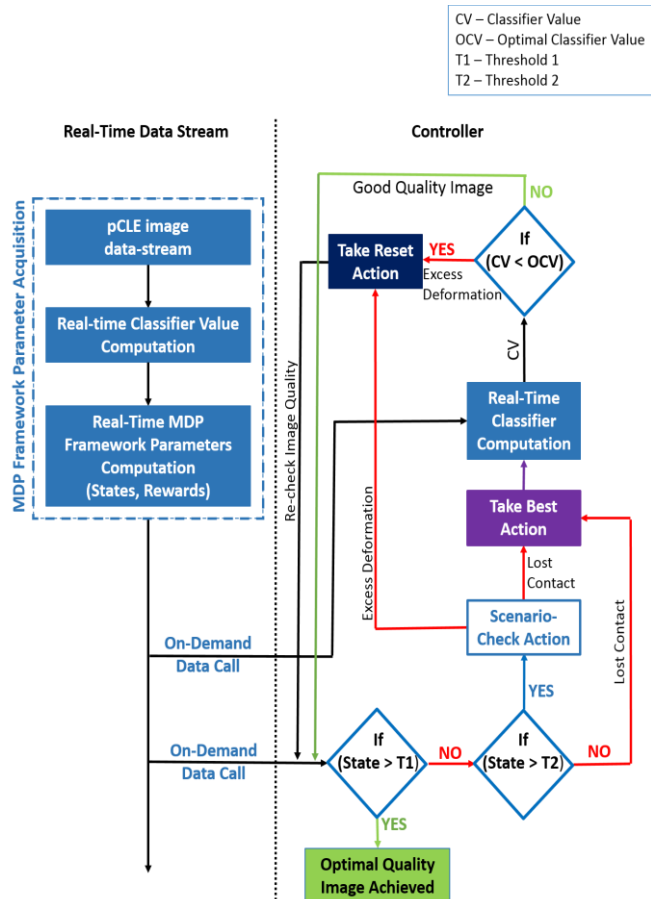 CV – Classifier Value
OCV – Optimal Classifier Value
T1 – Threshold 1
T2 – Threshold 2
Real-Time Data Stream
Controller
MDP Framework Parameter Acquisition
pCLE image
data-stream
Real-time Classifier Value
Computation
Real-Time MDP
Framework Parameters
Computation
(States, Rewards)
On-Demand
Data Call
On-Demand
Data Call
Good Quality Image
NO
If
(CV < OCV)
YES
Excess
Deformation
Take Reset
Action
Re-check Image Quality
CV
Real-Time
Classifier
Computation
Take Best
Action
Lost
Contact
Excess Deformation
Scenario-
Check Action
Lost Contact
YES
If
(State > T1)
NO
If
(State > T2)
NO
YES
Optimal Quality
Image Achieved